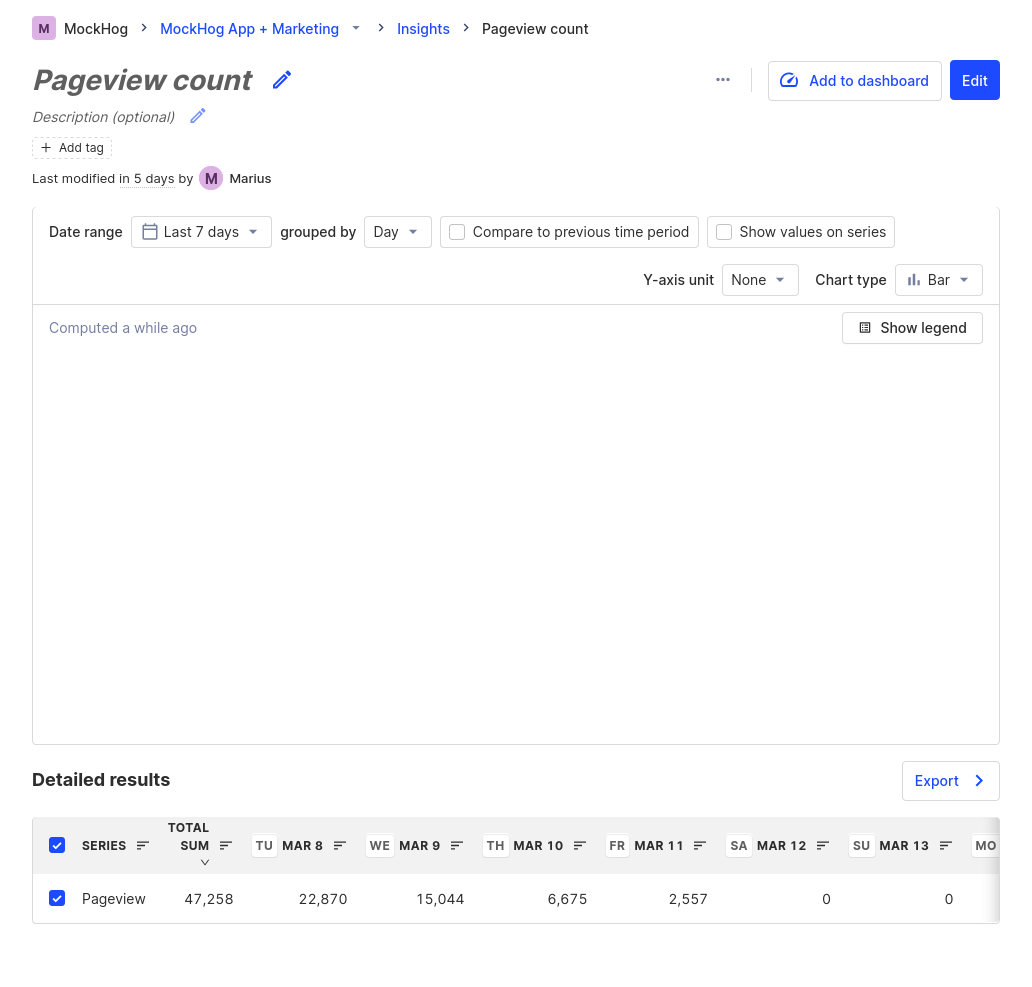 M MockHog MockHog App + Marketing Insights Pageview count
Pageview count
Add to dashboard
Edit
Description (optional)
Add tag
Last modified in 5 days by M Marius
Date range Last 7 days grouped by Day Compare to previous time period Show values on series
Y-axis unit None Chart type Bar
Computed a while ago
Show legend
Detailed results
Export
SERIES TOTAL SUM TU MAR 8 WE MAR 9 TH MAR 10 FR MAR 11 SA MAR 12 SU MAR 13 MO
Pageview 47,258 22,870 15,044 6,675 2,557 0 0